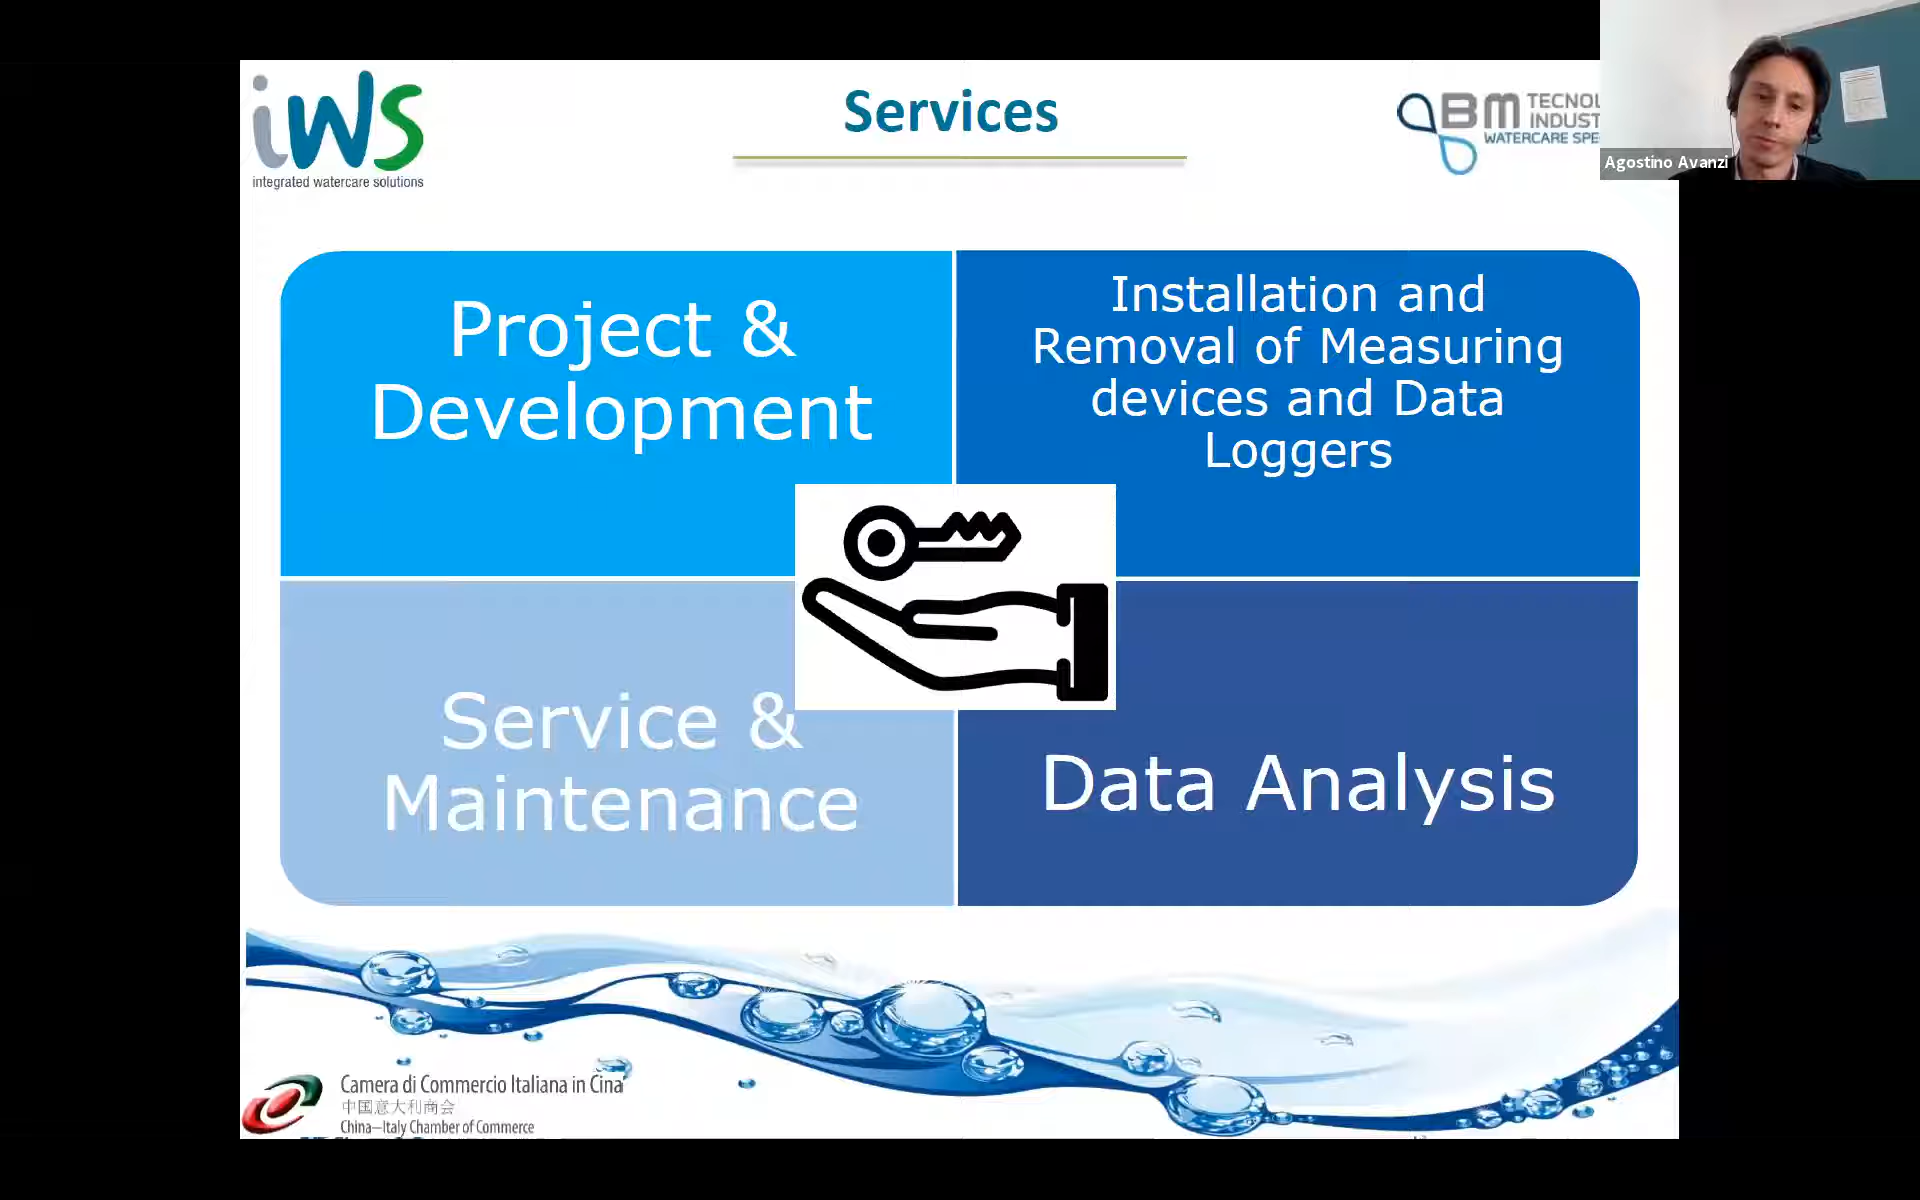 iws
integrated watercare solutions
Services
BM
Agostino Avanzi
Project &
Development
Installation and
Removal of Measuring
devices and Data
Loggers
Service &
Maintenance
Data Analysis
Camera di Commercio Italiana in Cina
中国意大利商会
China–Italy Chamber of Commerce